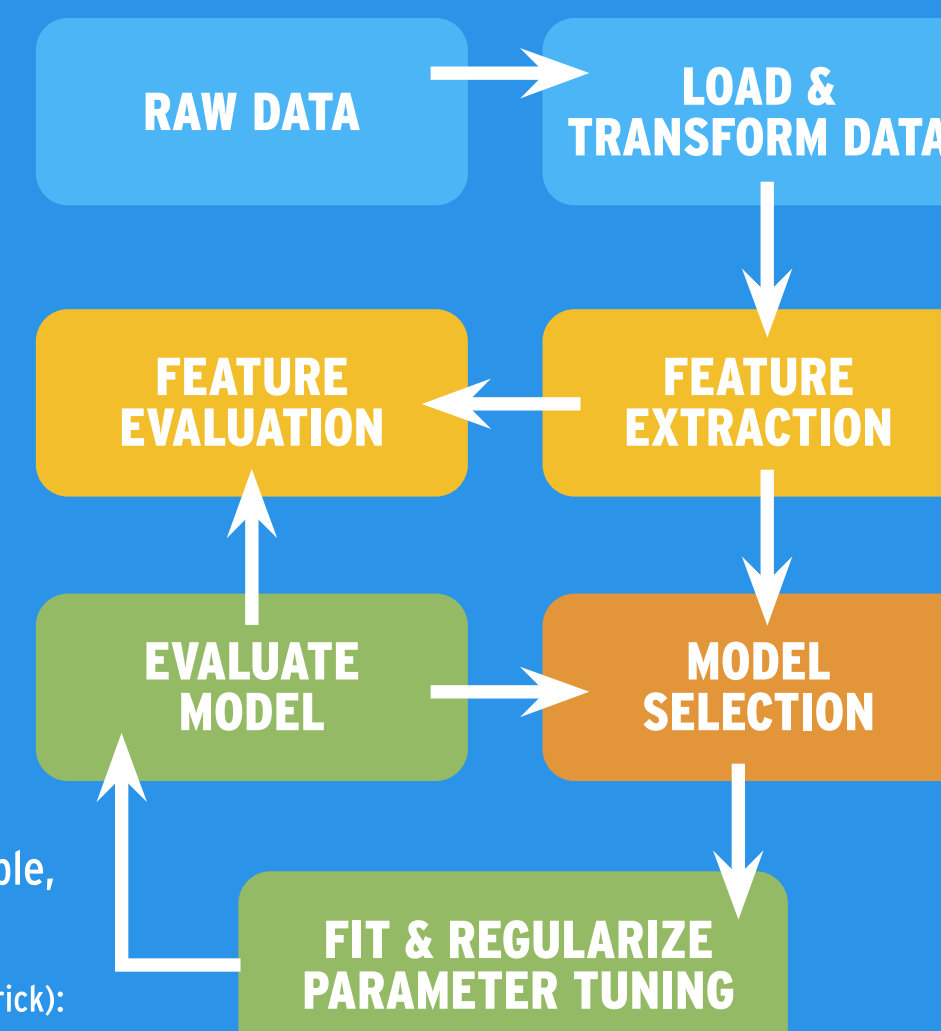 RAW DATA
LOAD &
TRANSFORM DATA
FEATURE
EVALUATION
FEATURE
EXTRACTION
EVALUATE
MODEL
MODEL
SELECTION
FIT & REGULARIZE
PARAMETER TUNING